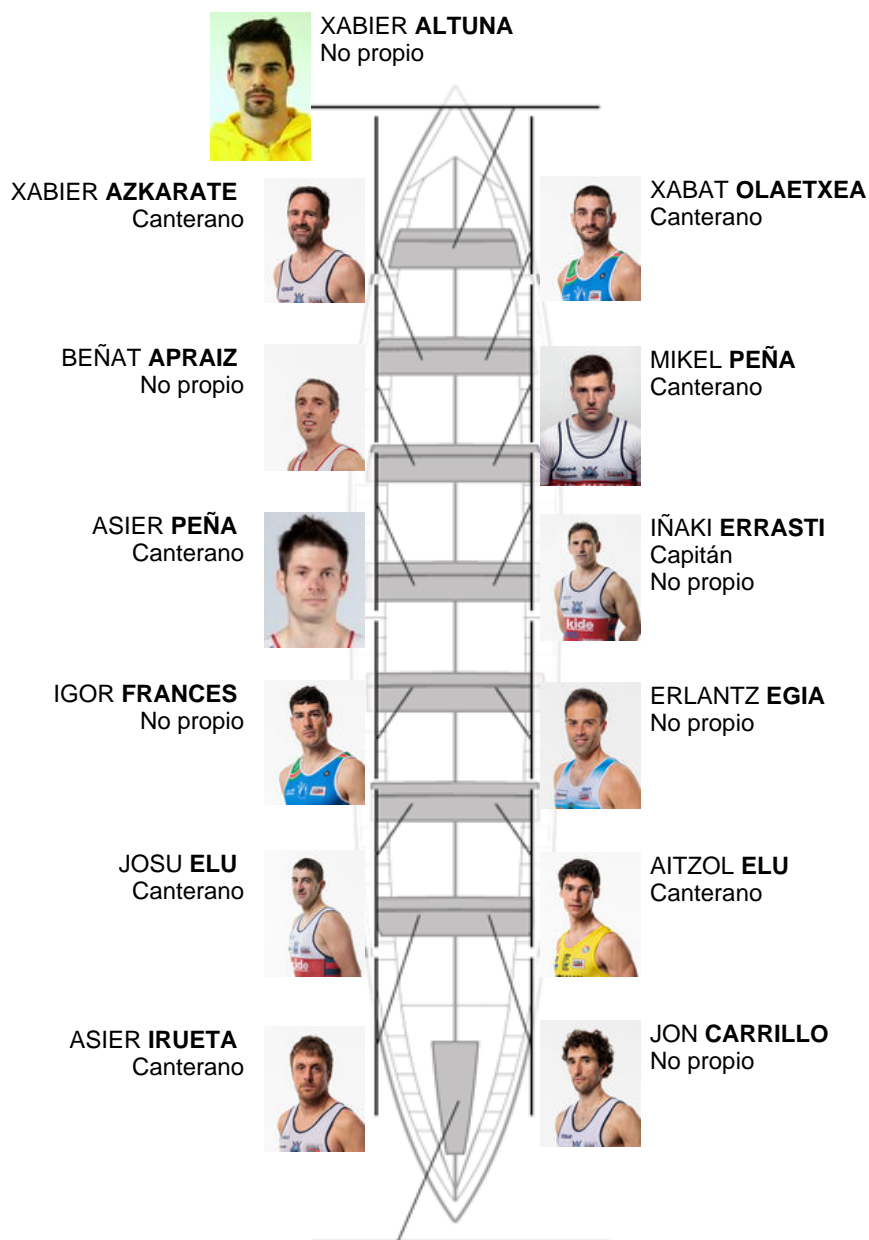 XABIER ALTUNA
No propio
XABIER AZKARATE
Canterano
XABAT OLAETXEA
Canterano
BEÑAT APRAIZ
No propio
MIKEL PEÑA
Canterano
ASIER PEÑA
Canterano
IÑAKI ERRASTI
Capitán
No propio
kide
IGOR FRANCES
No propio
ERLANTZ EGIA
No propio
JOSU ELU
Canterano
kide
AITZOL ELU
Canterano
ASIER IRUETA
Canterano
JON CARRILLO
No propio